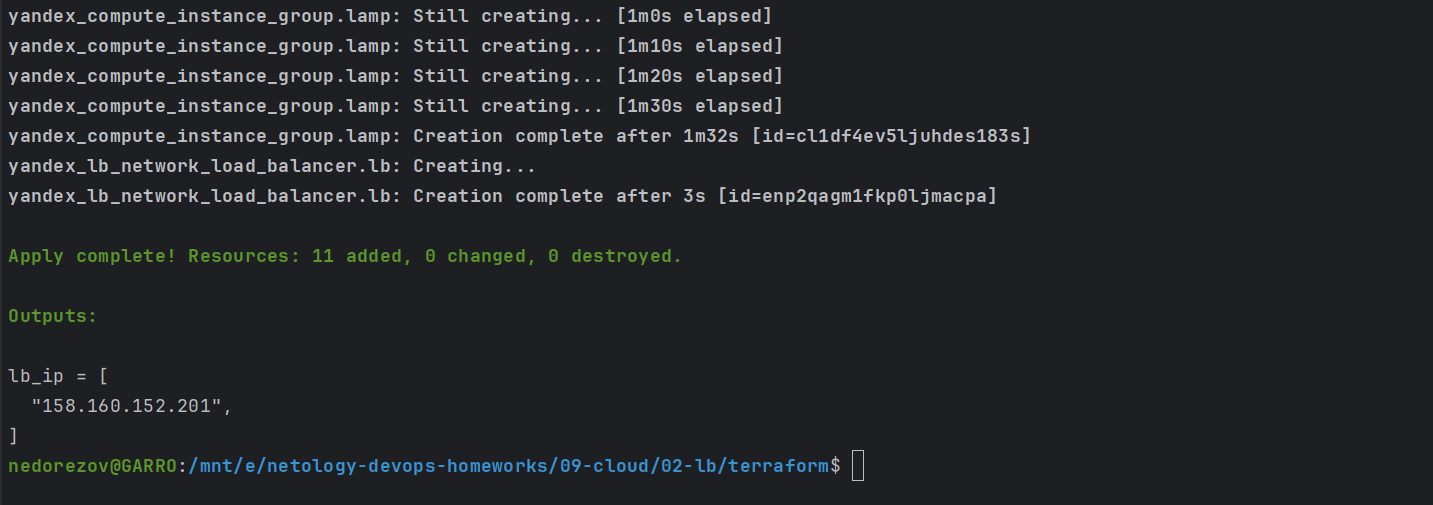 yandex_compute_instance_group.lamp: Still creating... [1m0s elapsed]
yandex_compute_instance_group.lamp: Still creating... [1m10s elapsed]
yandex_compute_instance_group.lamp: Still creating... [1m20s elapsed]
yandex_compute_instance_group.lamp: Still creating... [1m30s elapsed]
yandex_compute_instance_group.lamp: Creation complete after 1m32s [id=cl1df4ev5ljuhdes183s]
yandex_lb_network_load_balancer.lb: Creating...
yandex_lb_network_load_balancer.lb: Creation complete after 3s [id=enp2qagm1fkp0ljmacpa]
Apply complete! Resources: 11 added, 0 changed, 0 destroyed.
Outputs:
lb_ip = [
  "158.160.152.201",
]
nedorezov@GARRO:/mnt/e/netology-devops-homeworks/09-cloud/02-lb/terraform$